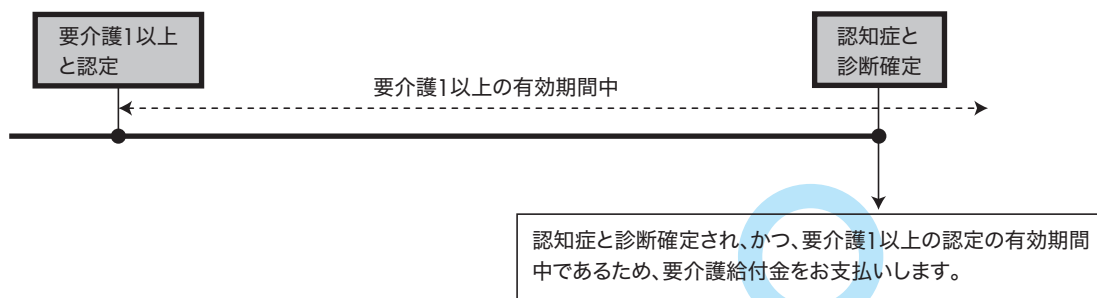 要介護1以上
と認定
認知症と
診断確定
要介護1以上の有効期間中
認知症と診断確定され、かつ、要介護1以上の認定の有効期間
中であるため、要介護給付金をお支払いします。